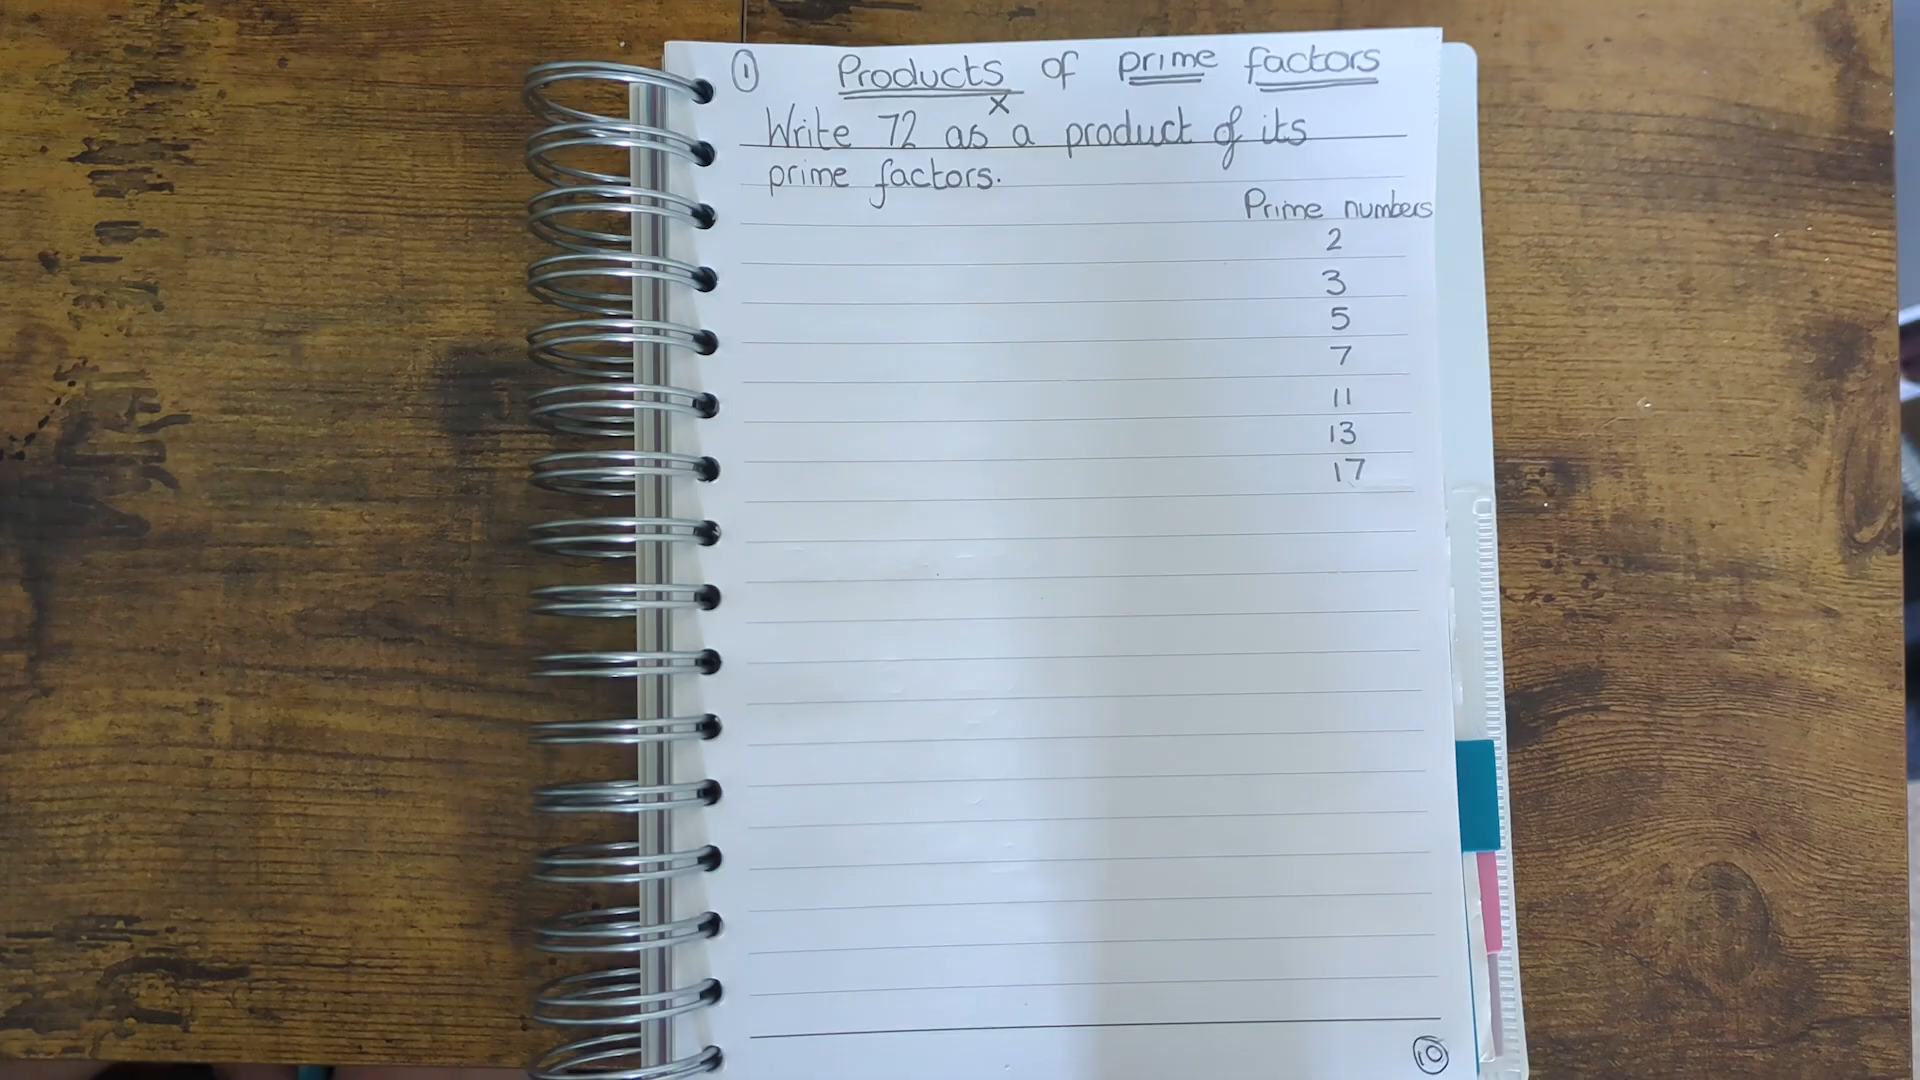 ① Products of prime factors
x
Write 72 as a product of its
prime factors.
Prime numbers
2
3
5
7
11
13
17
10